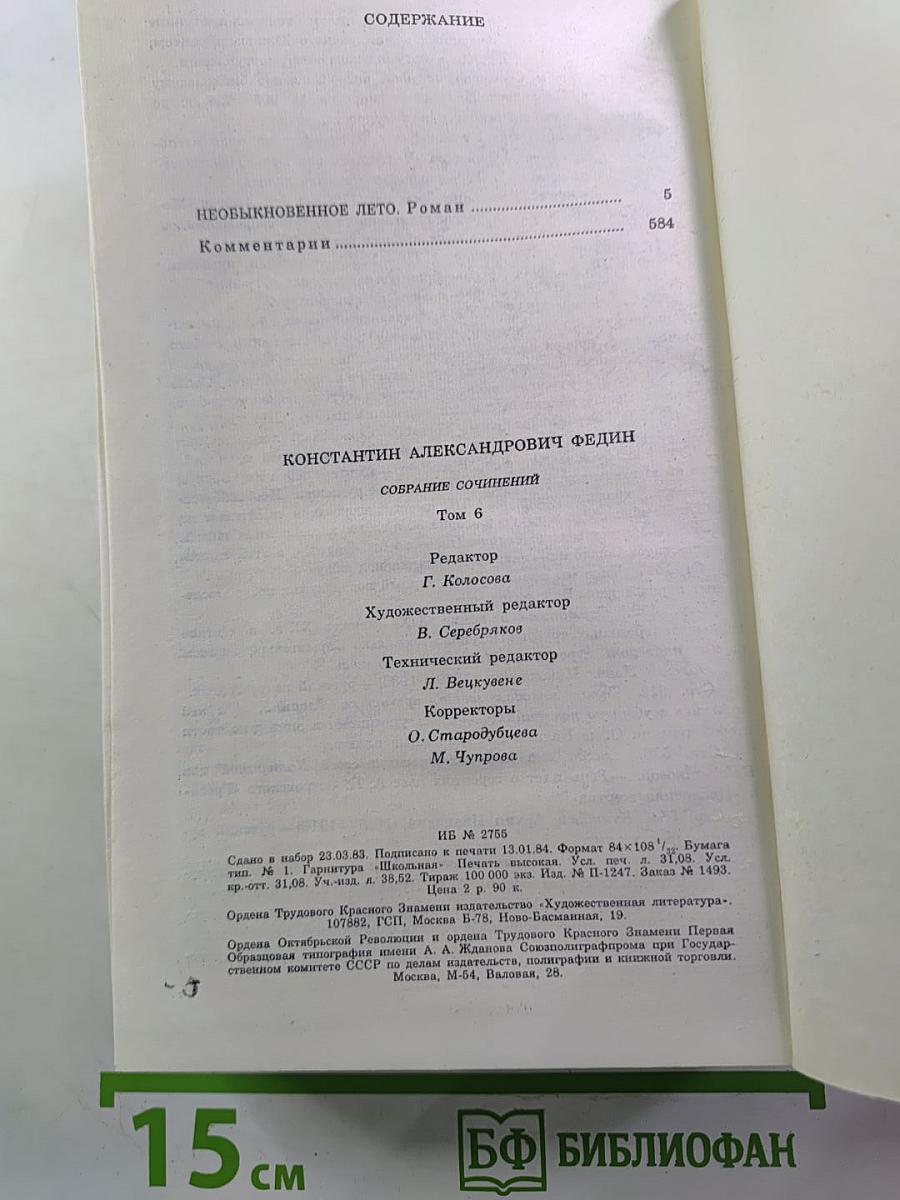 СОДЕРЖАНИЕ
НЕОБЫКНОВЕННОЕ ЛЕТО. Роман ........................................ 5
Комментарии ........................................ 584
КОНСТАНТИН АЛЕКСАНДРОВИЧ ФЕДИН
СОБРАНИЕ СОЧИНЕНИЙ
Том 6
Редактор
Г. Колосова
Художественный редактор
В. Серебряков
Технический редактор
Л. Вецкувене
Корректоры
О. Стародубцева
М. Чупрова
ИБ № 2755
Сдано в набор 23.03.83. Подписано к печати 13.01.84. Формат 84×108 1/32. Бумага
тип. № 1. Гарнитура «Школьная» Печать высокая. Усл. печ. л. 31,08. Усл.
кр.-отт. 31,08. Уч.-изд. л. 38,52. Тираж 100 000 экз. Изд. № П-1247. Заказ № 1493.
Цена 2 р. 90 к.
Ордена Трудового Красного Знамени издательство «Художественная литература».
107882, ГСП, Москва Б-78, Ново-Басманная, 19.
Ордена Октябрьской Революции и ордена Трудового Красного Знамени Первая
Образцовая типография имени А. А. Жданова Союзполиграфпрома при Государ-
ственном комитете СССР по делам издательств, полиграфии и книжной торговли.
Москва, М-54, Валовая, 28.
15 см
БФ БИБЛИОФАН